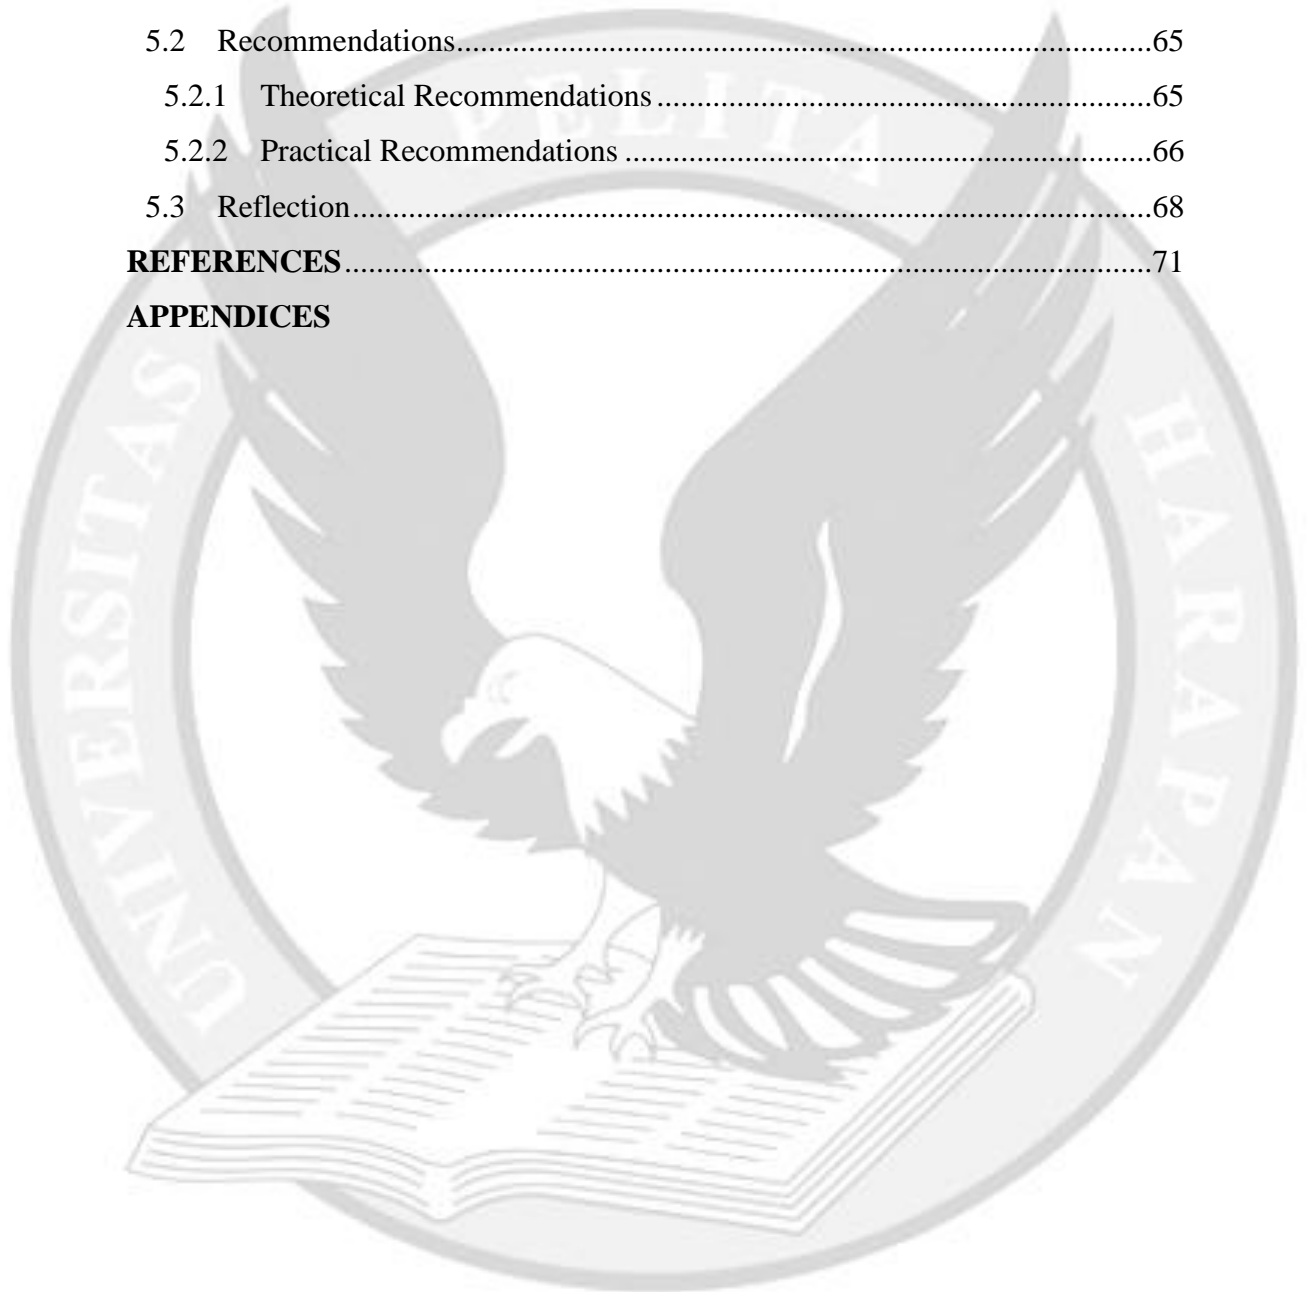 5.2 Recommendations..........................................................................................65
5.2.1 Theoretical Recommendations..................................................................65
5.2.2 Practical Recommendations......................................................................66
5.3 Reflection.......................................................................................................68
REFERENCES.......................................................................................................71
APPENDICES
UNIVERSITAS PELITA HARAPAN